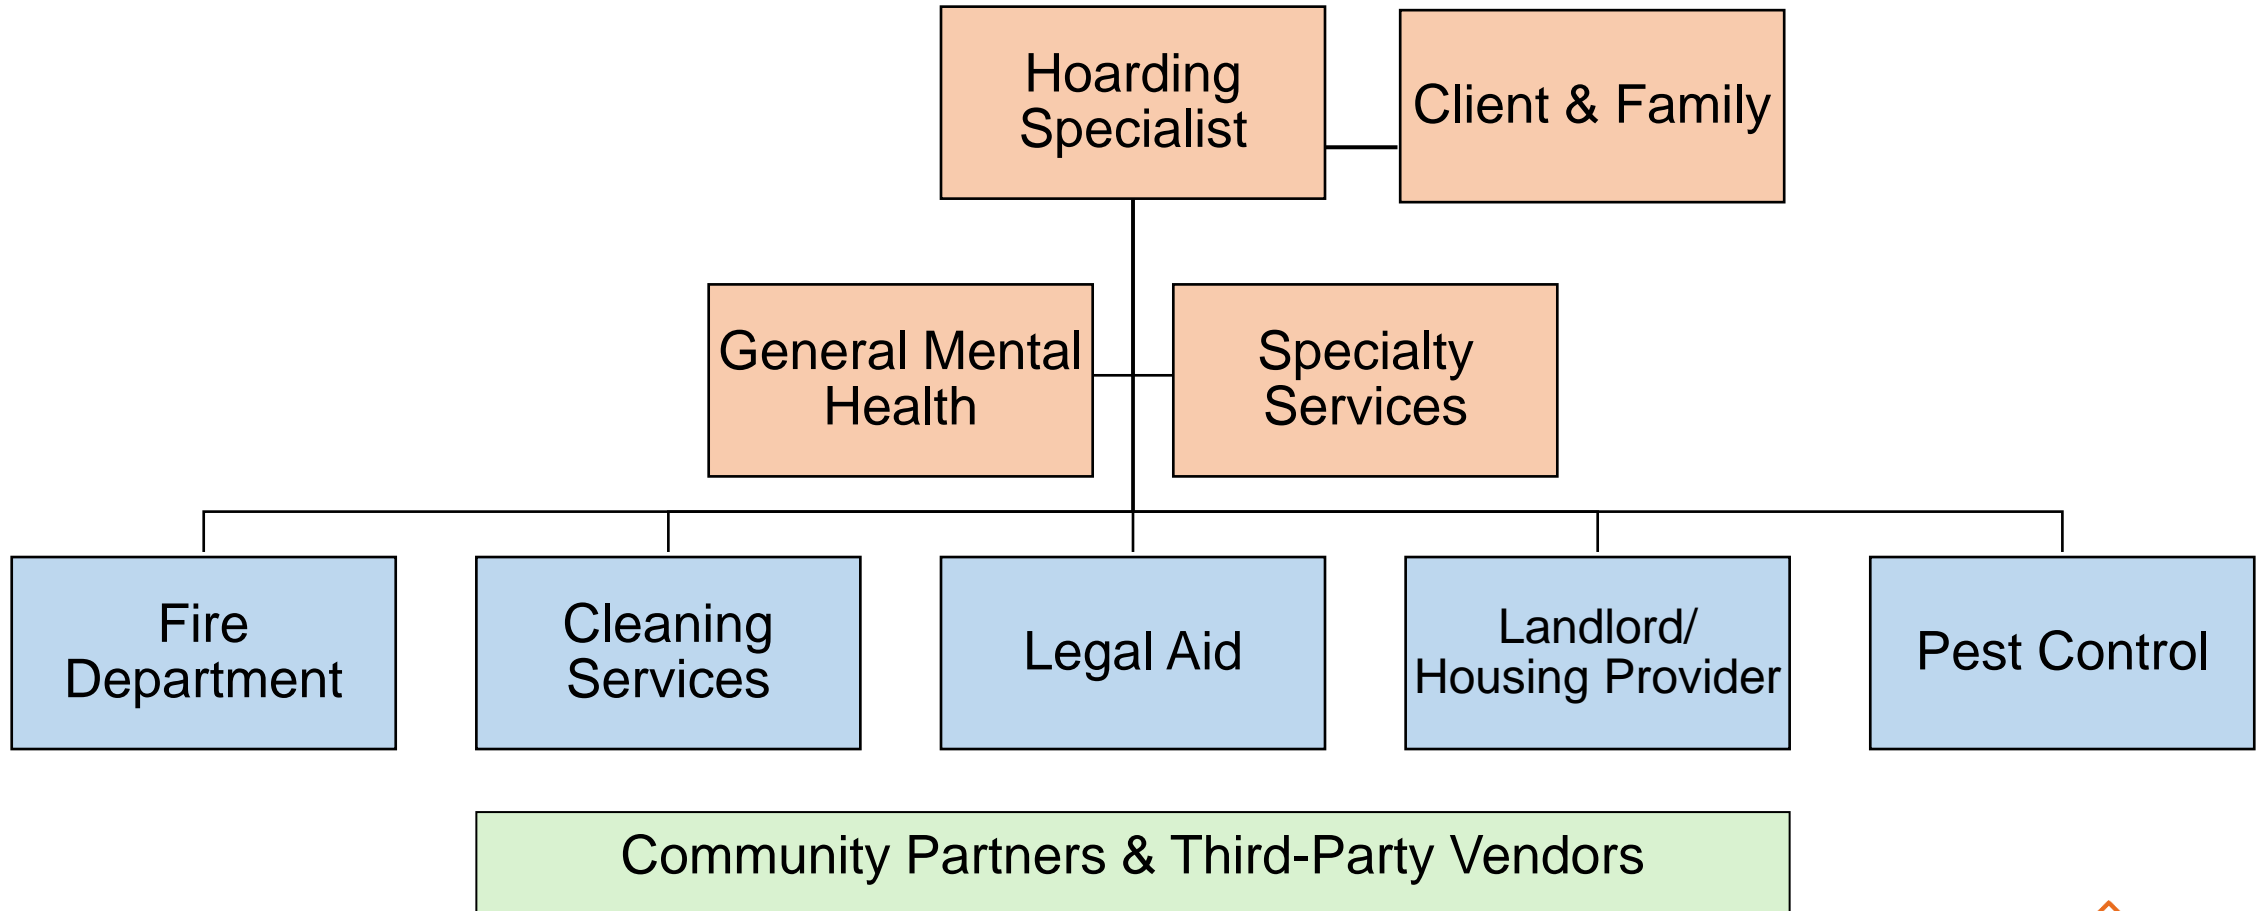 Hoarding
Specialist
Client & Family
General Mental
Health
Specialty
Services
Fire
Department
Cleaning
Services
Legal Aid
Landlord/
Housing Provider
Pest Control
Community Partners & Third-Party Vendors